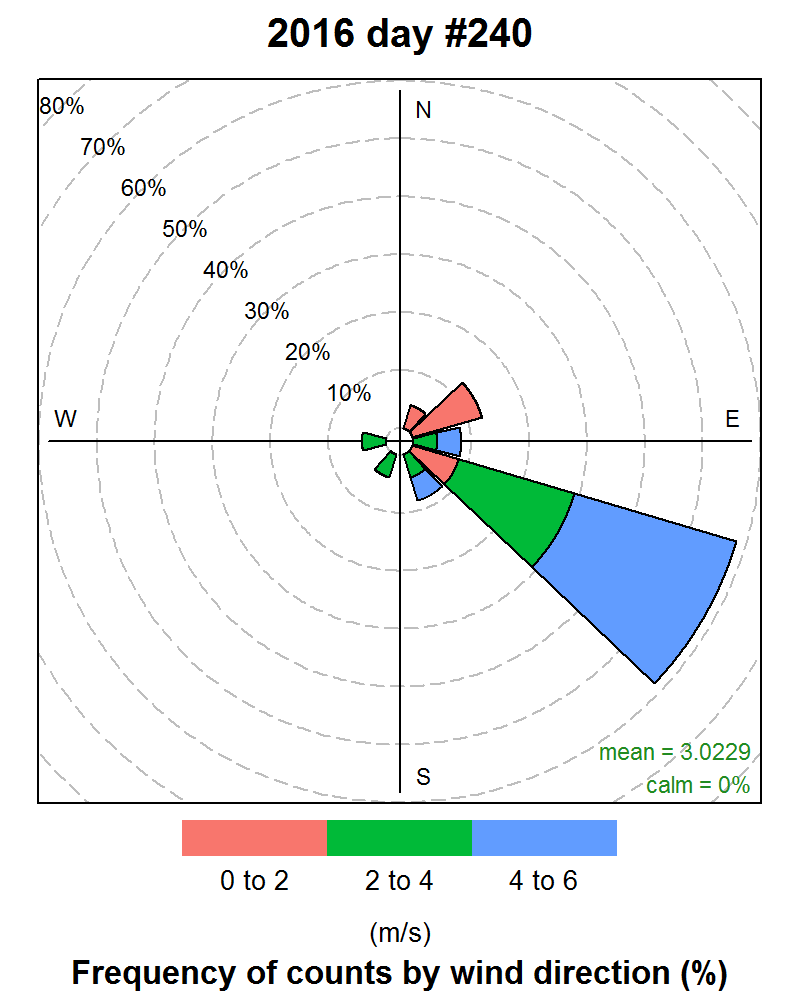 2016 day #240
80%
N
70%
60%
50%
40%
30%
20%
10%
W
E
mean = 3.0229
S
calm = 0%
0 to 2 2 to 4 4 to 6
(m/s)
Frequency of counts by wind direction (%)